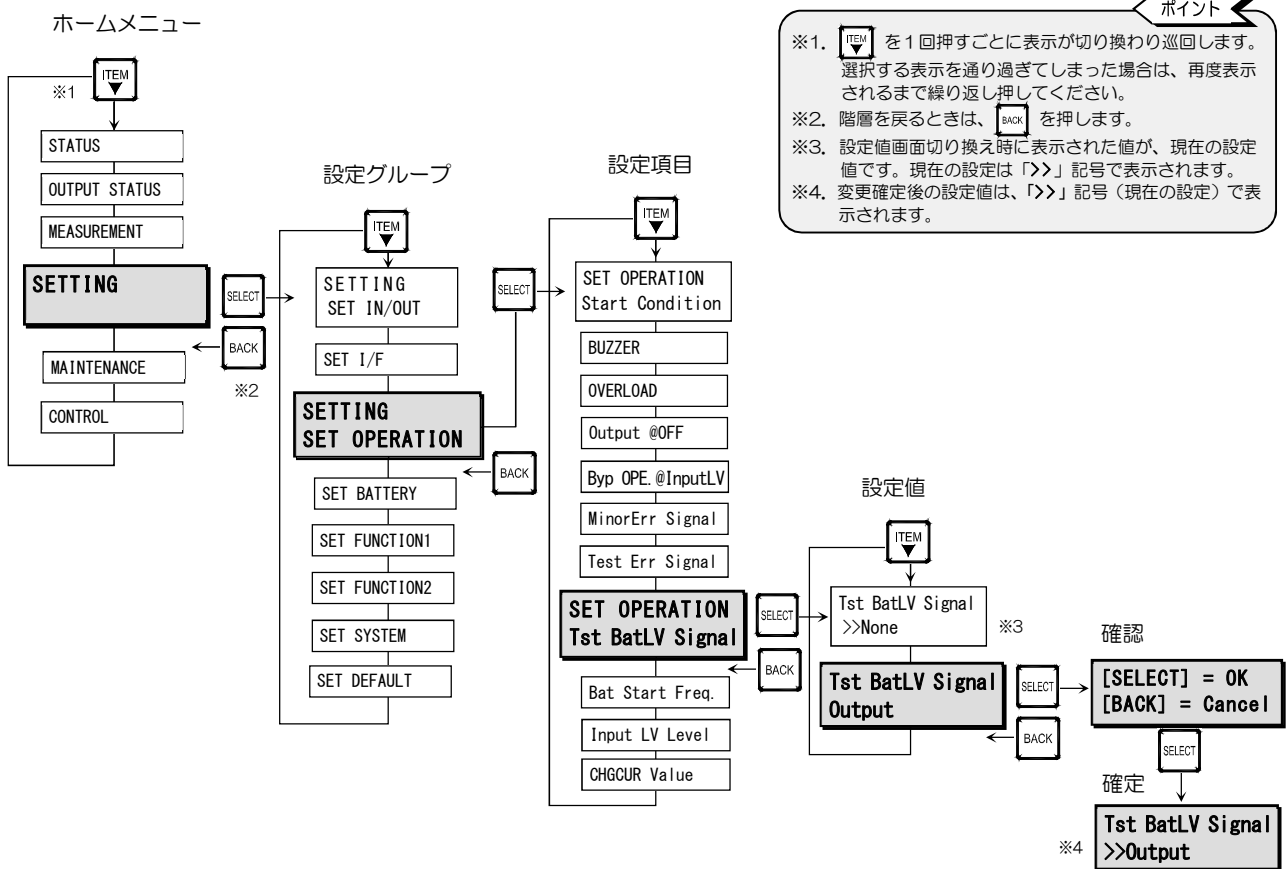 ホームメニュー
ITEM
※1
STATUS
OUTPUT STATUS
MEASUREMENT
SETTING
SELECT
BACK
※2
MAINTENANCE
CONTROL
設定グループ
ITEM
SETTING
SET IN/OUT
SET I/F
SETTING
SET OPERATION
SELECT
BACK
SET BATTERY
SET FUNCTION1
SET FUNCTION2
SET SYSTEM
SET DEFAULT
設定項目
ITEM
SET OPERATION
Start Condition
BUZZER
OVERLOAD
Output @OFF
Byp OPE.@InputLV
MinorErr Signal
Test Err Signal
SET OPERATION
Tst BatLV Signal
SELECT
BACK
Bat Start Freq.
Input LV Level
CHGCUR Value
設定値
ITEM
Tst BatLV Signal
>>None
※3
Tst BatLV Signal
Output
SELECT
BACK
確認
[SELECT] = OK
[BACK] = Cancel
SELECT
確定
Tst BatLV Signal
>>Output
※4
ポイント
※1. ITEM を1回押すごとに表示が切り換わり巡回します。
選択する表示を通り過ぎてしまった場合は、再度表示
されるまで繰り返し押してください。
※2. 階層を戻るときは、 BACK を押します。
※3. 設定値画面切り換え時に表示された値が、現在の設定
値です。現在の設定は「>>」記号で表示されます。
※4. 変更確定後の設定値は、「>>」記号（現在の設定）で表
示されます。